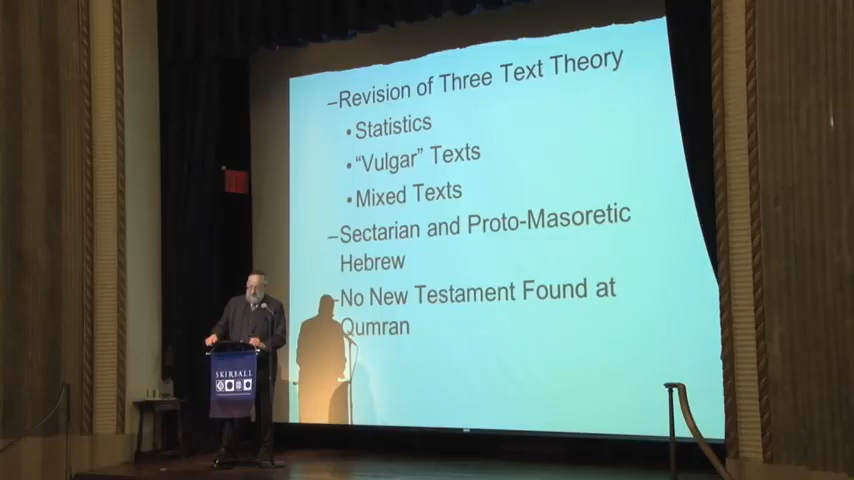 –Revision of Three Text Theory
•Statistics
•“Vulgar” Texts
•Mixed Texts
–Sectarian and Proto-Masoretic
Hebrew
–No New Testament Found at
Qumran
SKIRBALL